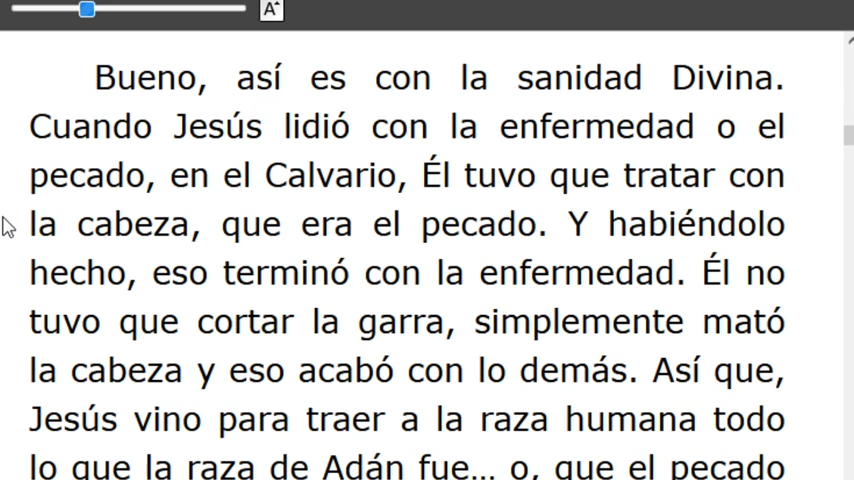 A
Bueno, así es con la sanidad Divina.
Cuando Jesús lidió con la enfermedad o el
pecado, en el Calvario, Él tuvo que tratar con
la cabeza, que era el pecado. Y habiéndolo
hecho, eso terminó con la enfermedad. Él no
tuvo que cortar la garra, simplemente mató
la cabeza y eso acabó con lo demás. Así que,
Jesús vino para traer a la raza humana todo
lo que la raza de Adán fue... o, que el pecado